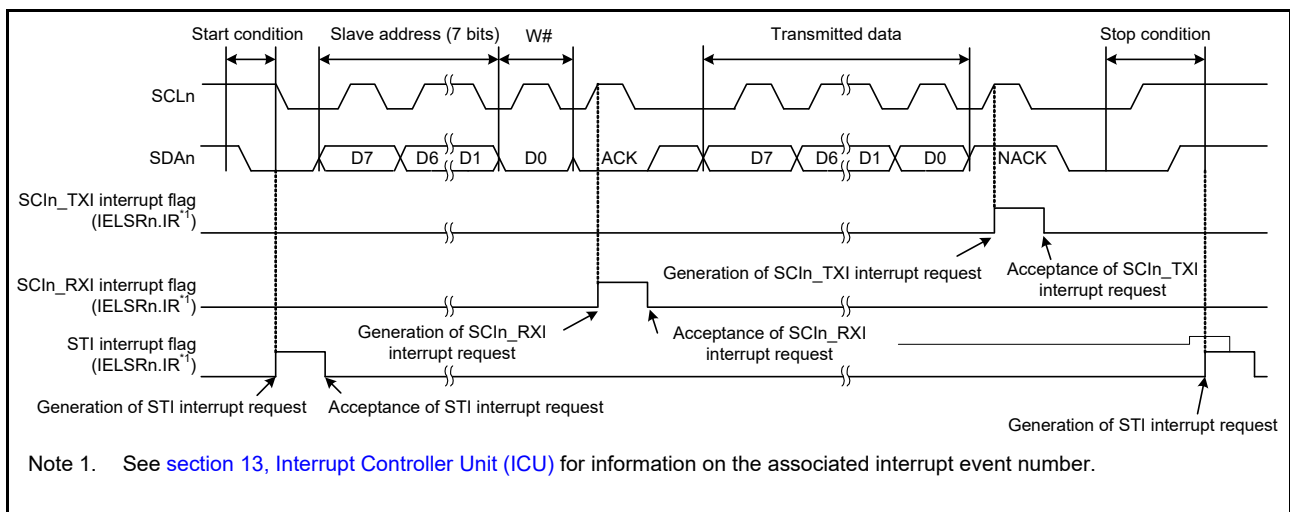 Start condition
Slave address (7 bits)
W#
Transmitted data
Stop condition
SCLn
SDAn
D7
D6
D1
D0
ACK
D7
D6
D1
D0
NACK
SCIn_TXI interrupt flag
(IELSRn.IR*1)
Generation of SCIn_TXI interrupt request
Acceptance of SCIn_TXI
interrupt request
SCIn_RXI interrupt flag
(IELSRn.IR*1)
Generation of SCIn_RXI
interrupt request
Acceptance of SCIn_RXI
interrupt request
STI interrupt flag
(IELSRn.IR*1)
Generation of STI interrupt request
Acceptance of STI interrupt request
Generation of STI interrupt request
Note 1. See section 13, Interrupt Controller Unit (ICU) for information on the associated interrupt event number.